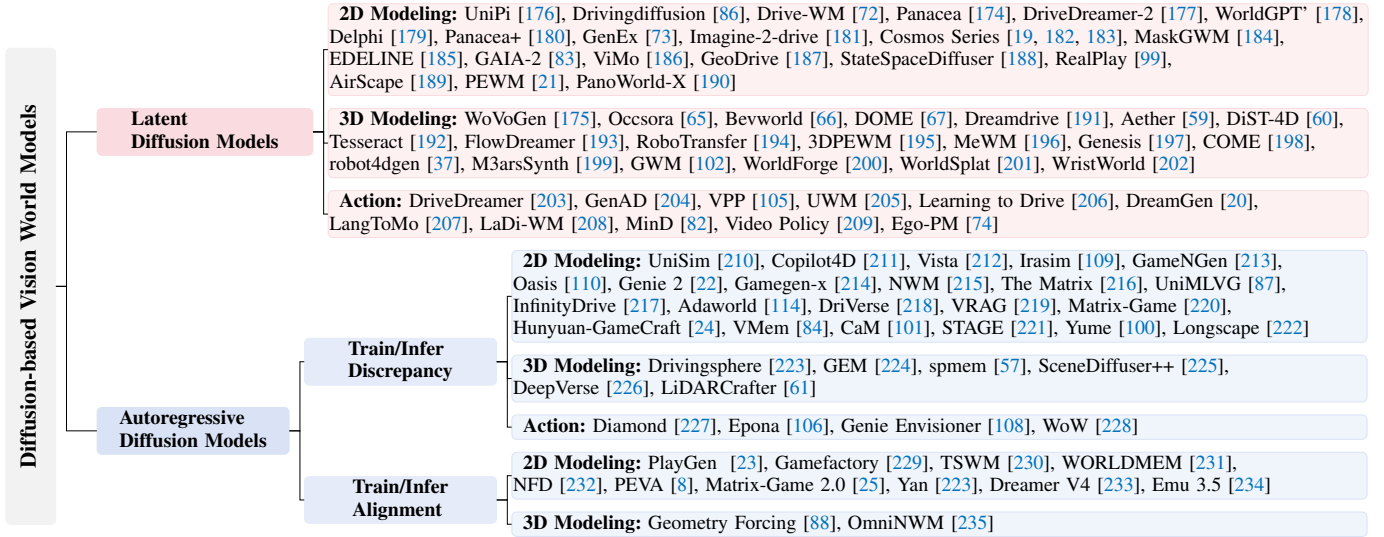 Diffusion-based Vision World Models
Latent
Diffusion Models
2D Modeling: UniPi [176], Drivingdiffusion [86], Drive-WM [72], Panacea [174], DriveDreamer-2 [177], WorldGPT’ [178],
Delphi [179], Panacea+ [180], GenEx [73], Imagine-2-drive [181], Cosmos Series [19, 182, 183], MaskGWM [184],
EDELINE [185], GAIA-2 [83], ViMo [186], GeoDrive [187], StateSpaceDiffuser [188], RealPlay [99],
AirScape [189], PEWM [21], PanoWorld-X [190]
3D Modeling: WoVoGen [175], Occsora [65], Bevworld [66], DOME [67], Dreamdrive [191], Aether [59], DiST-4D [60],
Tesseract [192], FlowDreamer [193], RoboTransfer [194], 3DPEWM [195], MeWM [196], Genesis [197], COME [198],
robot4dgen [37], M3arsSynth [199], GWM [102], WorldForge [200], WorldSplat [201], WristWorld [202]
Action: DriveDreamer [203], GenAD [204], VPP [105], UWM [205], Learning to Drive [206], DreamGen [20],
LangToMo [207], LaDi-WM [208], MinD [82], Video Policy [209], Ego-PM [74]
Autoregressive
Diffusion Models
Train/Infer
Discrepancy
2D Modeling: UniSim [210], Copilot4D [211], Vista [212], Irasim [109], GameNGen [213],
Oasis [110], Genie 2 [22], Gamegen-x [214], NWM [215], The Matrix [216], UniMLVG [87],
InfinityDrive [217], Adaworld [114], DriVerse [218], VRAG [219], Matrix-Game [220],
Hunyuan-GameCraft [24], VMem [84], CaM [101], STAGE [221], Yume [100], Longscape [222]
3D Modeling: Drivingsphere [223], GEM [224], spmem [57], SceneDiffuser++ [225],
DeepVerse [226], LiDARCrafter [61]
Action: Diamond [227], Epona [106], Genie Envisioner [108], WoW [228]
Train/Infer
Alignment
2D Modeling: PlayGen [23], Gamefactory [229], TSWM [230], WORLDMEM [231],
NFD [232], PEVA [8], Matrix-Game 2.0 [25], Yan [223], Dreamer V4 [233], Emu 3.5 [234]
3D Modeling: Geometry Forcing [88], OmniNWM [235]